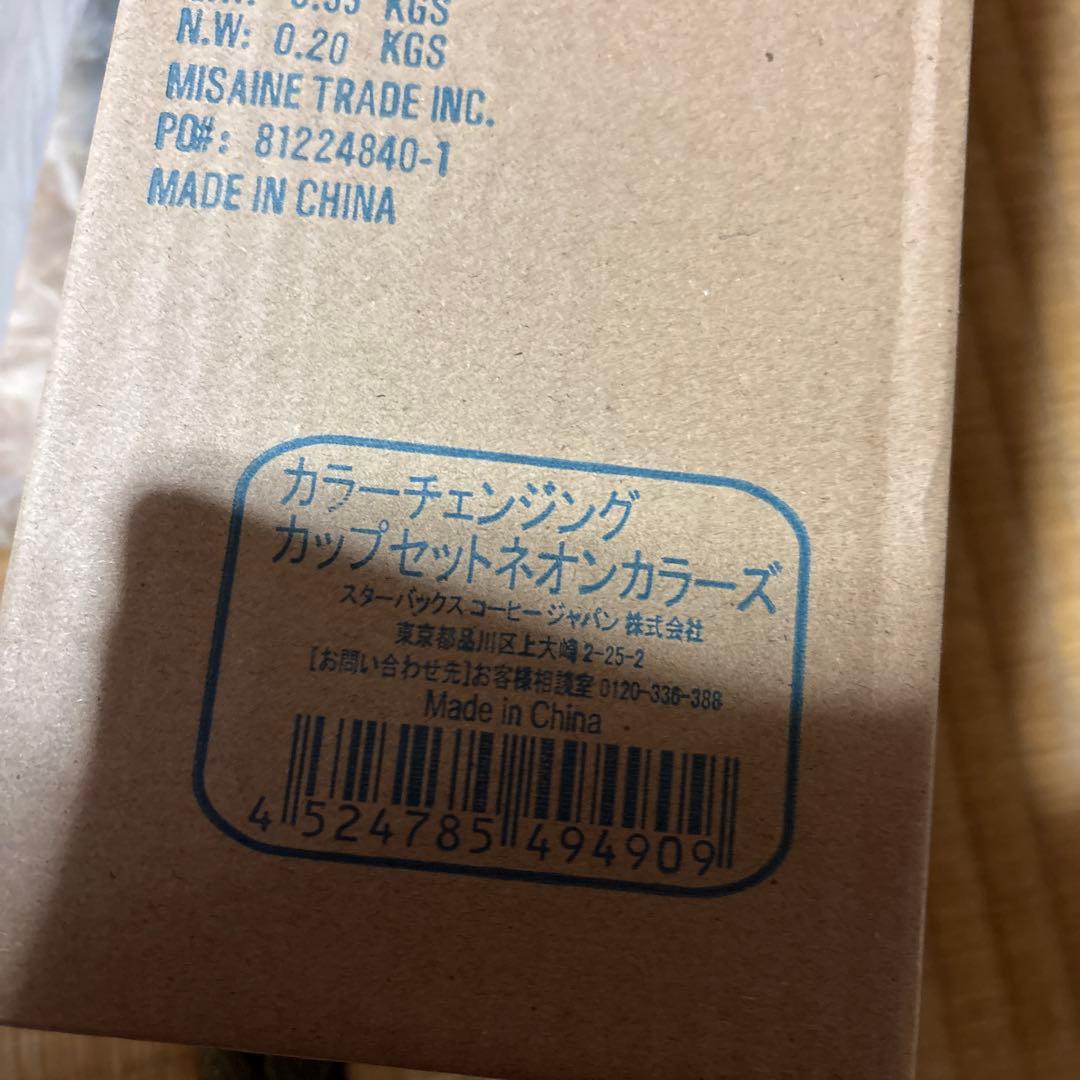 KGS
N.W: 0.20 KGS
MISAINE TRADE INC.
PO#: 81224840-1
MADE IN CHINA
カラーチェンジング
カップセットネオンカラーズ
スターバックス コーヒー ジャパン 株式会社
東京都品川区上大崎 2-25-2
[お問い合わせ先]お客様相談室 0120-336-388
Made in China
4 524785 494909